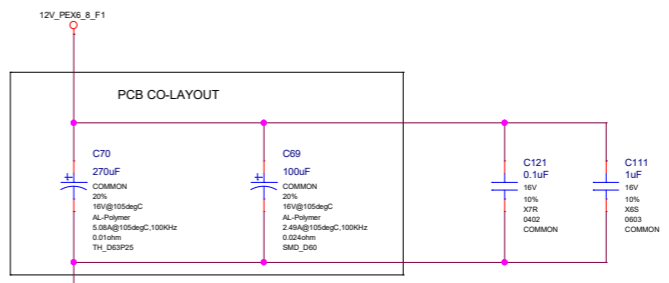 12V_PEX6_8_F1
PCB CO-LAYOUT
C70
270uF
COMMON
20%
16V@105degC
AL-Polymer
5.08A@105degC,100KHz
0.01ohm
TH_D63P25
C69
100uF
COMMON
20%
16V@105degC
AL-Polymer
2.49A@105degC,100KHz
0.024ohm
SMD_D60
C121
0.1uF
16V
10%
X7R
0402
COMMON
C111
1uF
16V
10%
X6S
0603
COMMON